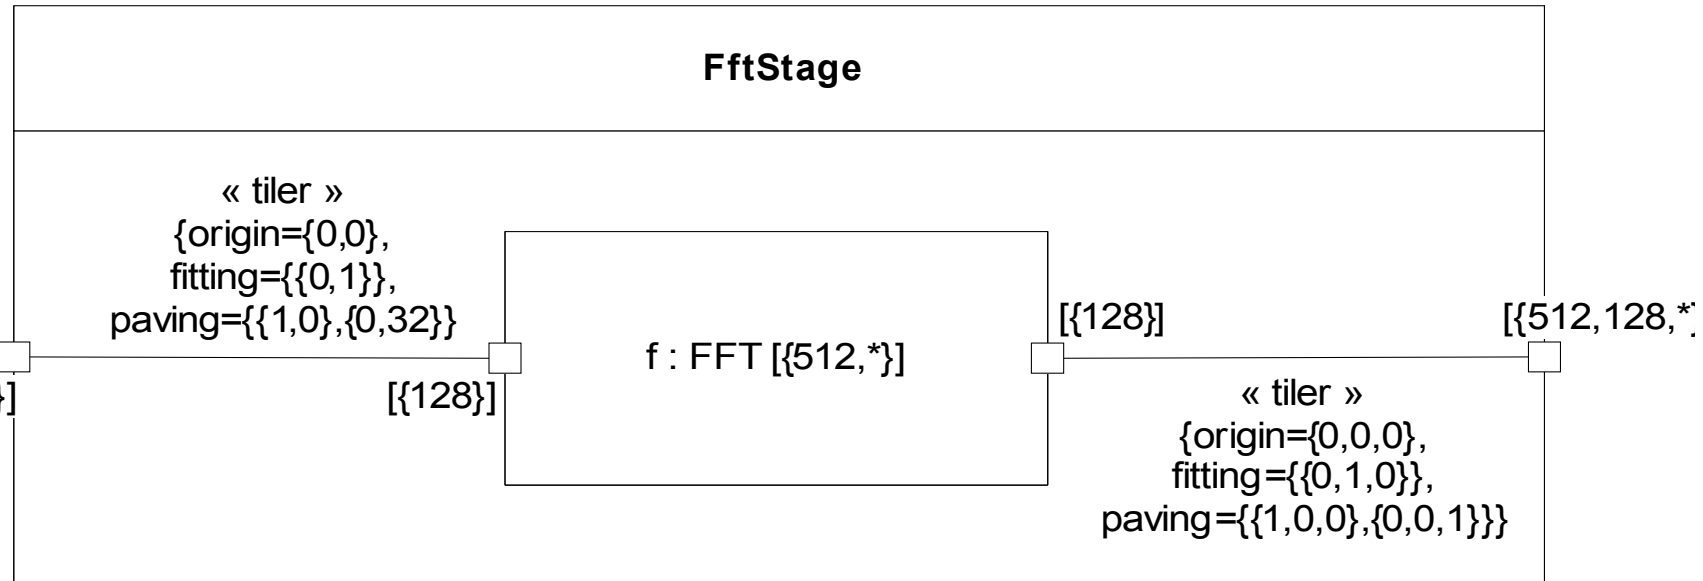 FftStage
« tiler »
{origin={0,0},
fitting={{0,1}},
paving={{1,0},{0,32}}
[{128}]
f : FFT [{512,*}]
[{128}]
[{512,128,*}
}]
« tiler »
{origin={0,0,0},
fitting={{0,1,0}},
paving={{1,0,0},{0,0,1}}}